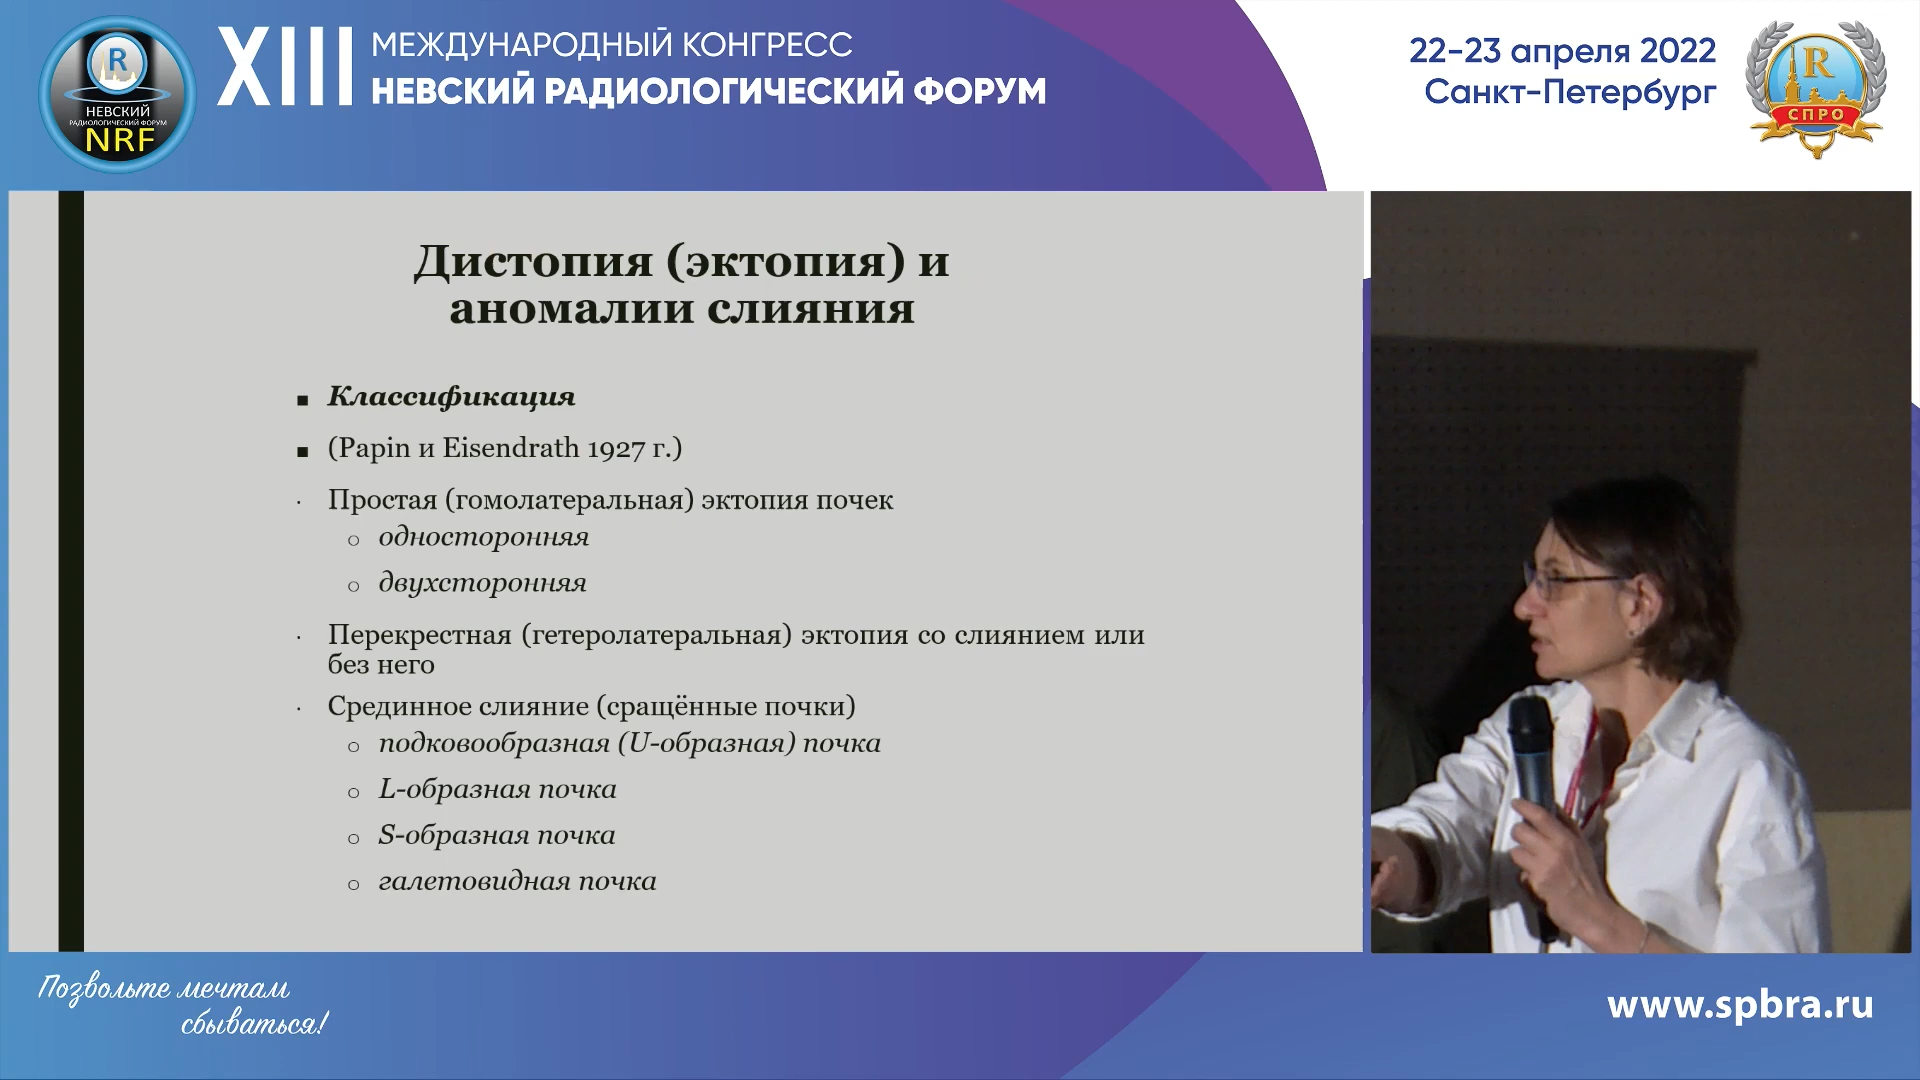 R
НЕВСКИЙ
РАДИОЛОГИЧЕСКИЙ ФОРУМ
NRF
XIII
МЕЖДУНАРОДНЫЙ КОНГРЕСС
НЕВСКИЙ РАДИОЛОГИЧЕСКИЙ ФОРУМ
22-23 апреля 2022
Санкт-Петербург
R
СПРО
Дистопия (эктопия) и
аномалии слияния
▪ Классификация
▪ (Papin и Eisendrath 1927 г.)
· Простая (гомолатеральная) эктопия почек
o односторонняя
o двухсторонняя
· Перекрестная (гетеролатеральная) эктопия со слиянием или
без него
· Срединное слияние (сращённые почки)
o подковообразная (U-образная) почка
o L-образная почка
o S-образная почка
o галетовидная почка
Позвольте мечтам
сбываться!
www.spbra.ru